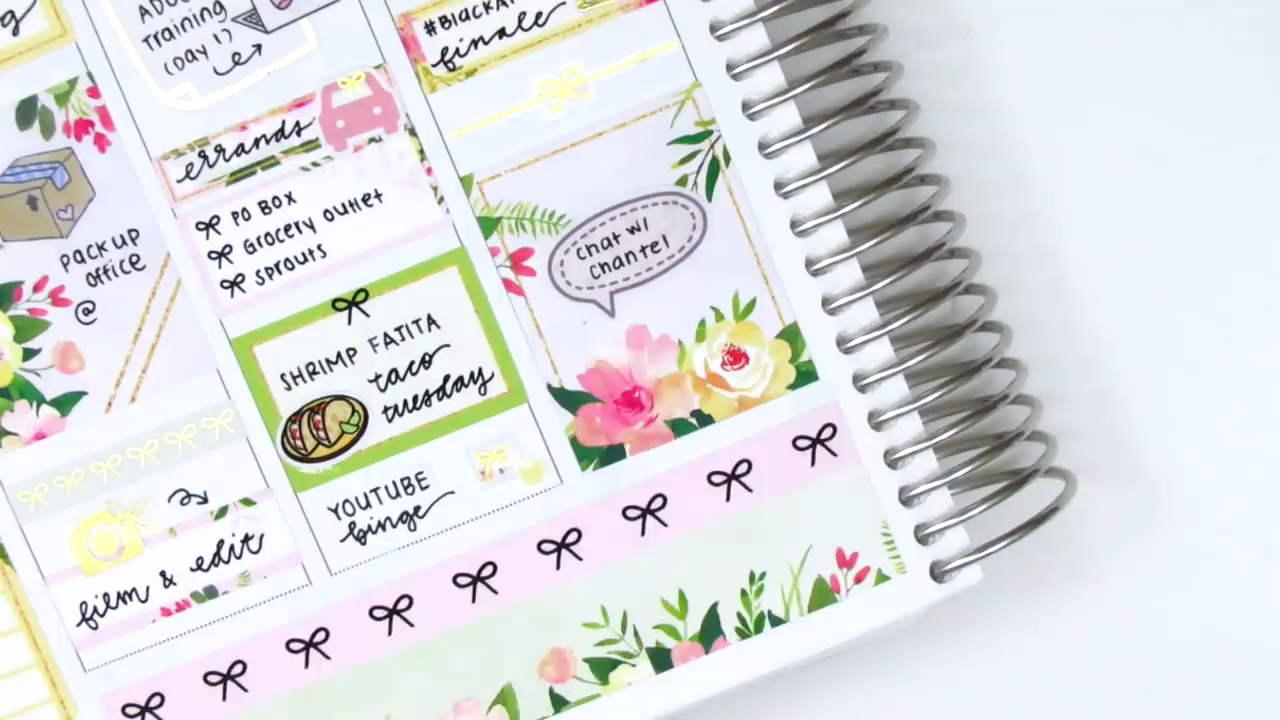 Training
(Day 1)
PACK UP
office
@
film & edit
errands
PO BOX
Grocery outlet
sprouts
SHRIMP FAJITA
taco
tuesday
YOUTUBE
binge
finale
chat w/
chantel